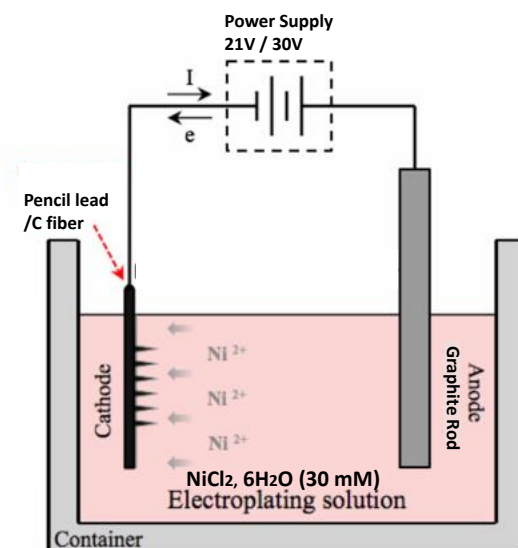 Power Supply
21V / 30V
I
e
Pencil lead
/C fiber
Cathode
Ni 2+
Ni 2+
Ni 2+
Graphite Rod
Anode
NiCl2, 6H2O (30 mM)
Electroplating solution
Container